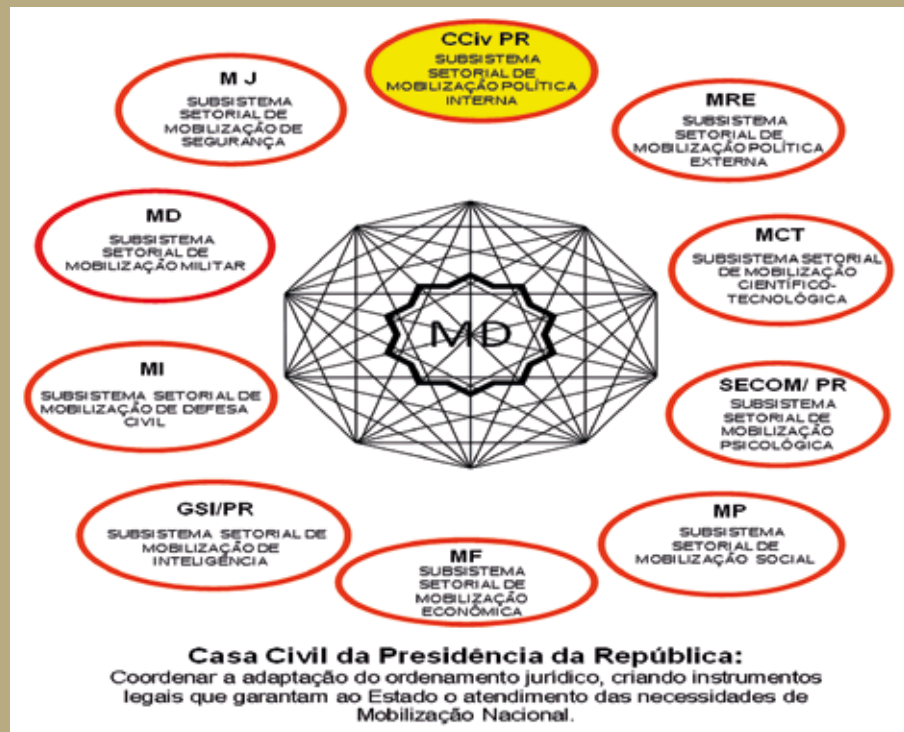 CCiv PR
SUBSISTEMA
SETORIAL DE
MOBILIZAÇÃO POLÍTICA
INTERNA
M J
SUBSISTEMA
SETORIAL DE
MOBILIZAÇÃO DE
SEGURANÇA
MRE
SUBSISTEMA
SETORIAL DE
MOBILIZAÇÃO POLÍTICA
EXTERNA
MD
SUBSISTEMA
SETORIAL DE
MOBILIZAÇÃO MILITAR
MCT
SUBSISTEMA SETORIAL
DE MOBILIZAÇÃO
CIENTÍFICO-
TECNOLÓGICA
MD
MI
SUBSISTEMA SETORIAL DE
MOBILIZAÇÃO DE DEFESA
CIVIL
SECOM/ PR
SUBSISTEMA
SETORIAL DE
MOBILIZAÇÃO
PSICOLÓGICA
GSI/PR
SUBSISTEMA SETORIAL DE
MOBILIZAÇÃO DE
INTELIGÊNCIA
MF
SUBSISTEMA
SETORIAL DE
MOBILIZAÇÃO
ECONÔMICA
MP
SUBSISTEMA
SETORIAL DE
MOBILIZAÇÃO SOCIAL
Casa Civil da Presidência da República:
Coordenar a adaptação do ordenamento jurídico, criando instrumentos
legais que garantam ao Estado o atendimento das necessidades de
Mobilização Nacional.